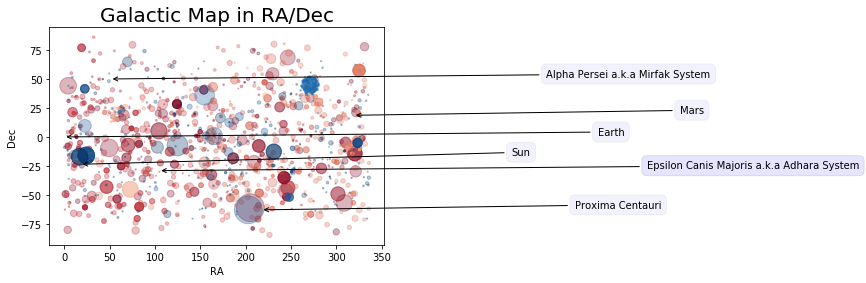 Galactic Map in RA/Dec
75
50
25
0
−25
−50
−75
Dec
0
50
100
150
200
250
300
350
RA
Alpha Persei a.k.a Mirfak System
Mars
Earth
Sun
Epsilon Canis Majoris a.k.a Adhara System
Proxima Centauri